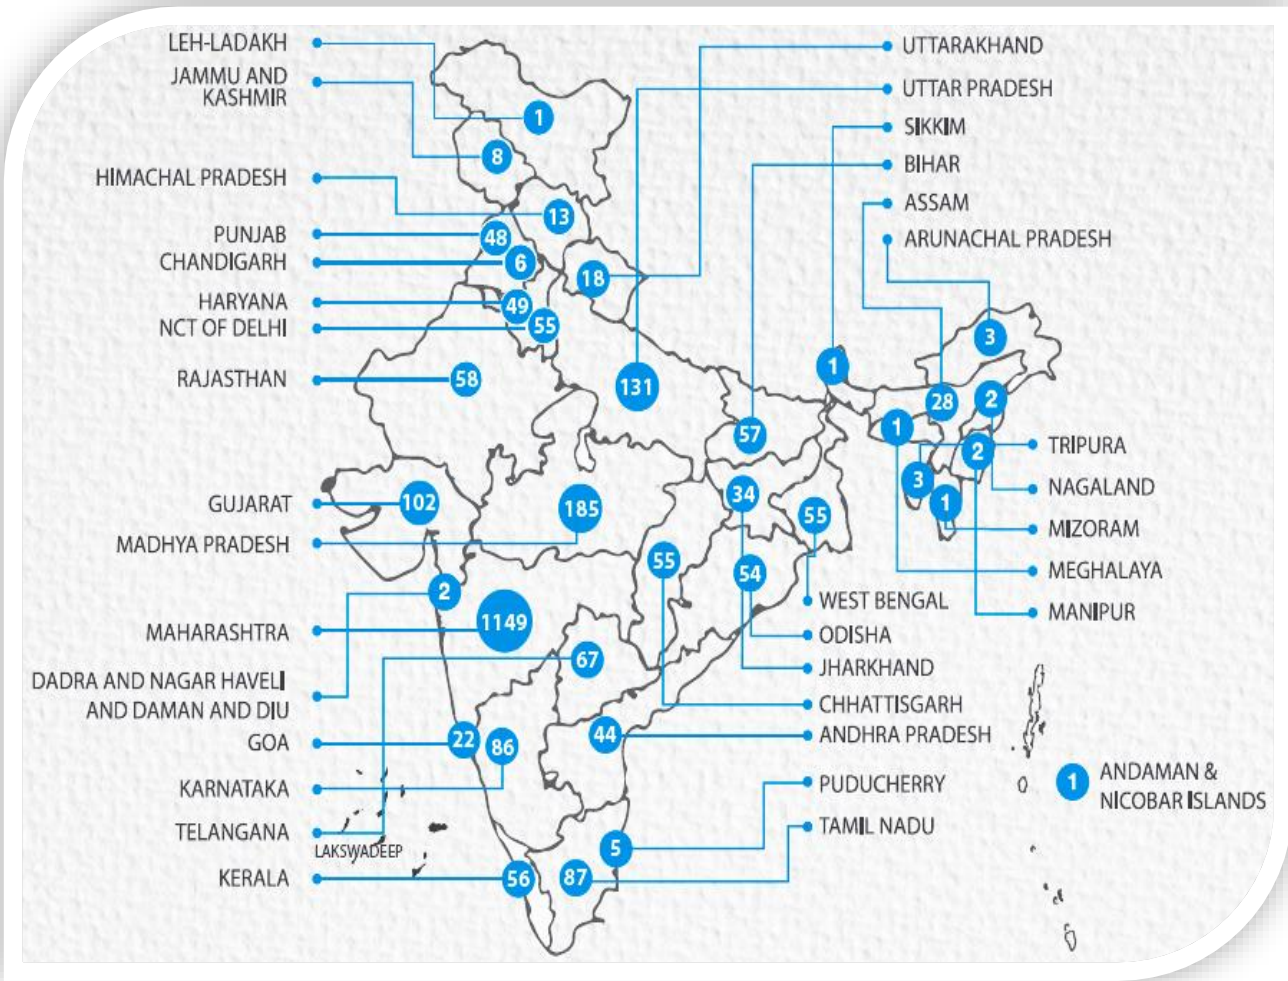 LEH-LADAKH
JAMMU AND
KASHMIR
HIMACHAL PRADESH
PUNJAB
CHANDIGARH
HARYANA
NCT OF DELHI
RAJASTHAN
GUJARAT
MADHYA PRADESH
MAHARASHTRA
DADRA AND NAGAR HAVELI
AND DAMAN AND DIU
GOA
KARNATAKA
TELANGANA
LAKSWADEEP
KERALA
1
8
13
48
6
18
49
55
58
131
57
102
185
34
55
55
54
2
1149
67
22
86
44
5
56
87
1
3
28
2
1
2
3
1
UTTARAKHAND
UTTAR PRADESH
SIKKIM
BIHAR
ASSAM
ARUNACHAL PRADESH
TRIPURA
NAGALAND
MIZORAM
MEGHALAYA
MANIPUR
WEST BENGAL
ODISHA
JHARKHAND
CHHATTISGARH
ANDHRA PRADESH
PUDUCHERRY
TAMIL NADU
1
ANDAMAN &
NICOBAR ISLANDS